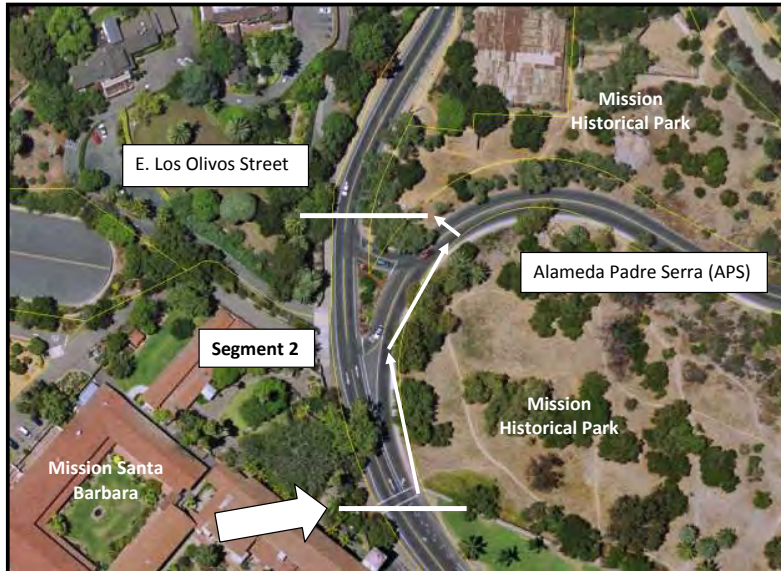 Mission
Historical Park
E. Los Olivos Street
Alameda Padre Serra (APS)
Segment 2
Mission
Historical Park
Mission Santa
Barbara